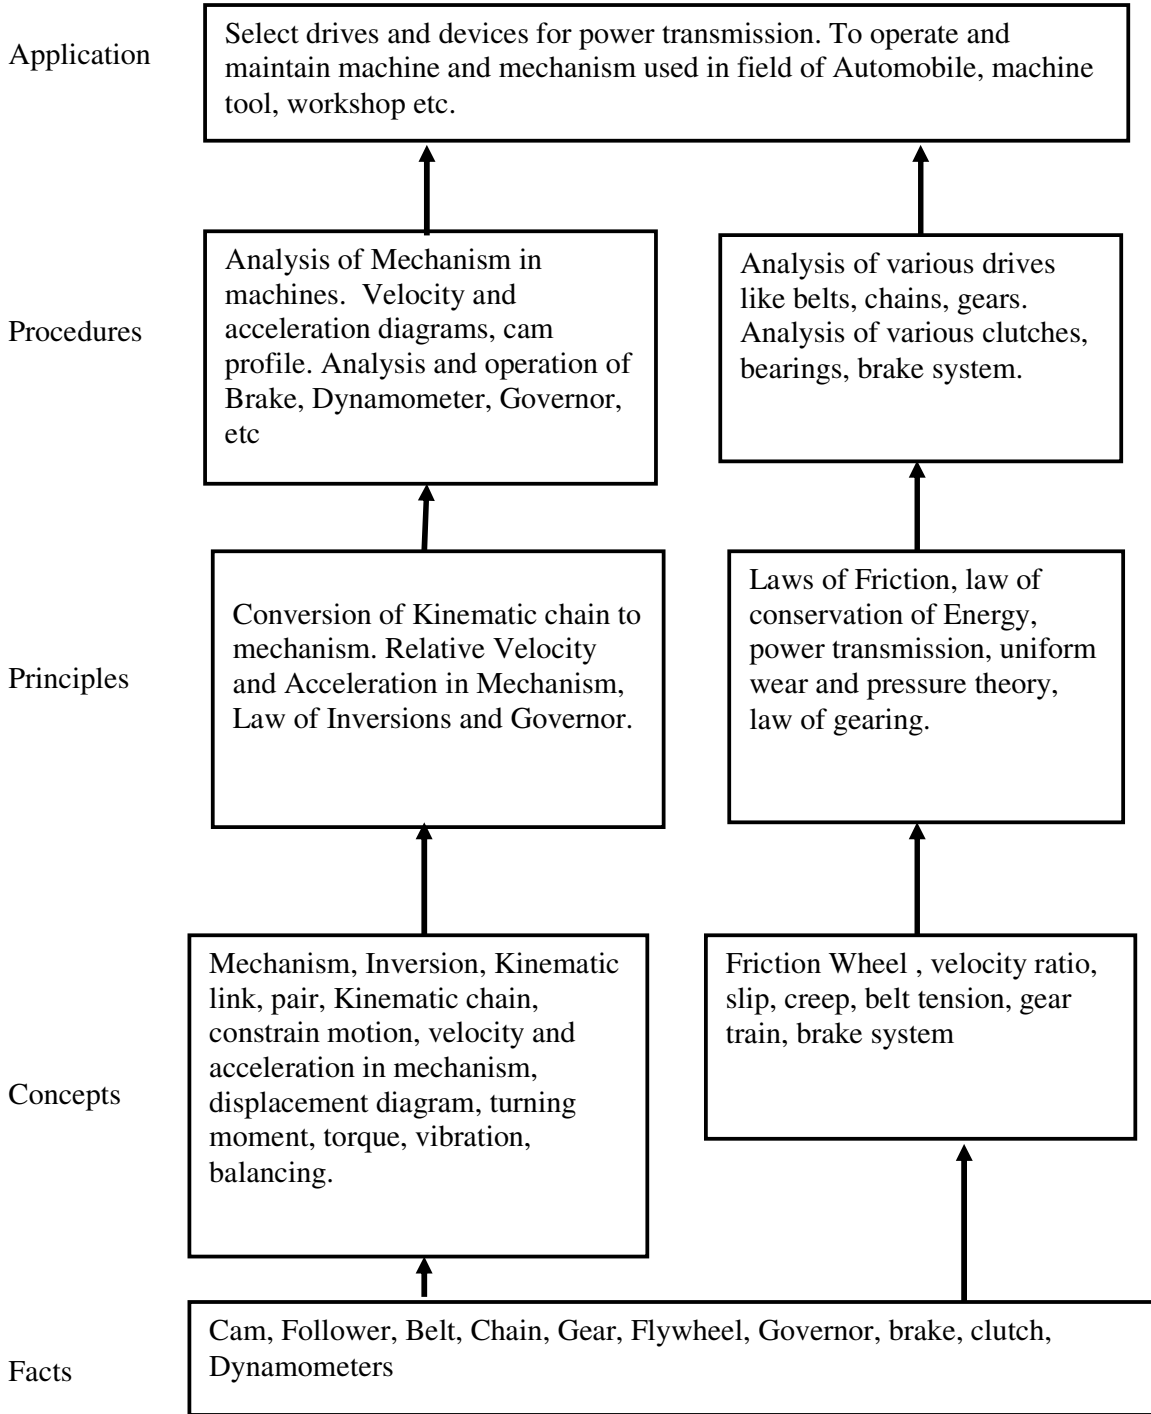 Application
Select drives and devices for power transmission. To operate and
maintain machine and mechanism used in field of Automobile, machine
tool, workshop etc.
Procedures
Analysis of Mechanism in
machines.  Velocity and
acceleration diagrams, cam
profile. Analysis and operation of
Brake, Dynamometer, Governor,
etc
Analysis of various drives
like belts, chains, gears.
Analysis of various clutches,
bearings, brake system.
Principles
Conversion of Kinematic chain to
mechanism. Relative Velocity
and Acceleration in Mechanism,
Law of Inversions and Governor.
Laws of Friction, law of
conservation of Energy,
power transmission, uniform
wear and pressure theory,
law of gearing.
Concepts
Mechanism, Inversion, Kinematic
link, pair, Kinematic chain,
constrain motion, velocity and
acceleration in mechanism,
displacement diagram, turning
moment, torque, vibration,
balancing.
Friction Wheel , velocity ratio,
slip, creep, belt tension, gear
train, brake system
Facts
Cam, Follower, Belt, Chain, Gear, Flywheel, Governor, brake, clutch,
Dynamometers